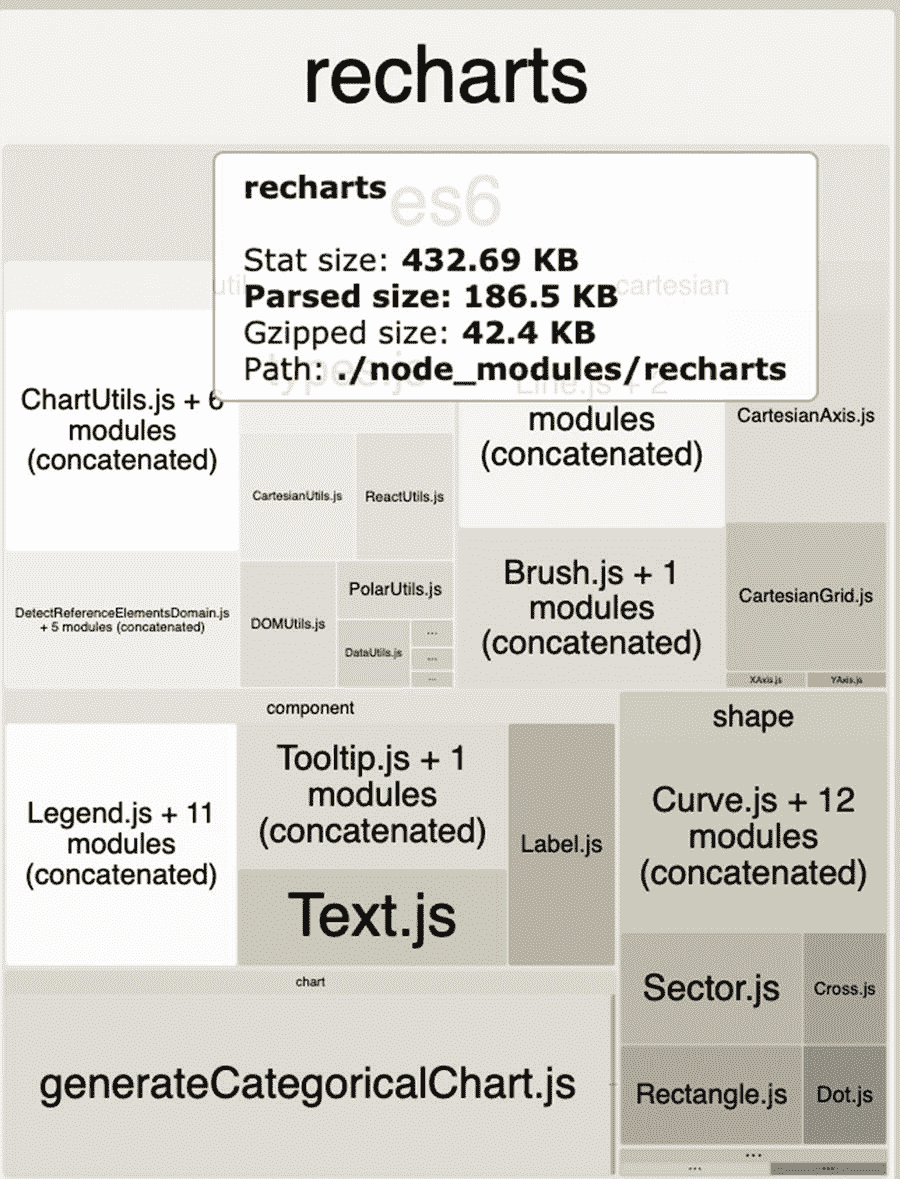 recharts
recharts
es6
Stat size: 432.69 KB
Parsed size: 186.5 KB
Gzipped size: 42.4 KB
Path: ./node_modules/recharts
util
cartesian
types.js
Line.js + 2
modules
(concatenated)
ChartUtils.js + 6
modules
(concatenated)
CartesianAxis.js
CartesianUtils.js
ReactUtils.js
DetectReferenceElementsDomain.js
+ 5 modules (concatenated)
DOMUtils.js
PolarUtils.js
DataUtils.js
...
...
...
Brush.js + 1
modules
(concatenated)
CartesianGrid.js
XAxis.js
YAxis.js
component
Legend.js + 11
modules
(concatenated)
Tooltip.js + 1
modules
(concatenated)
Text.js
Label.js
shape
Curve.js + 12
modules
(concatenated)
Sector.js
Cross.js
Rectangle.js
Dot.js
...
...
...
chart
generateCategoricalChart.js